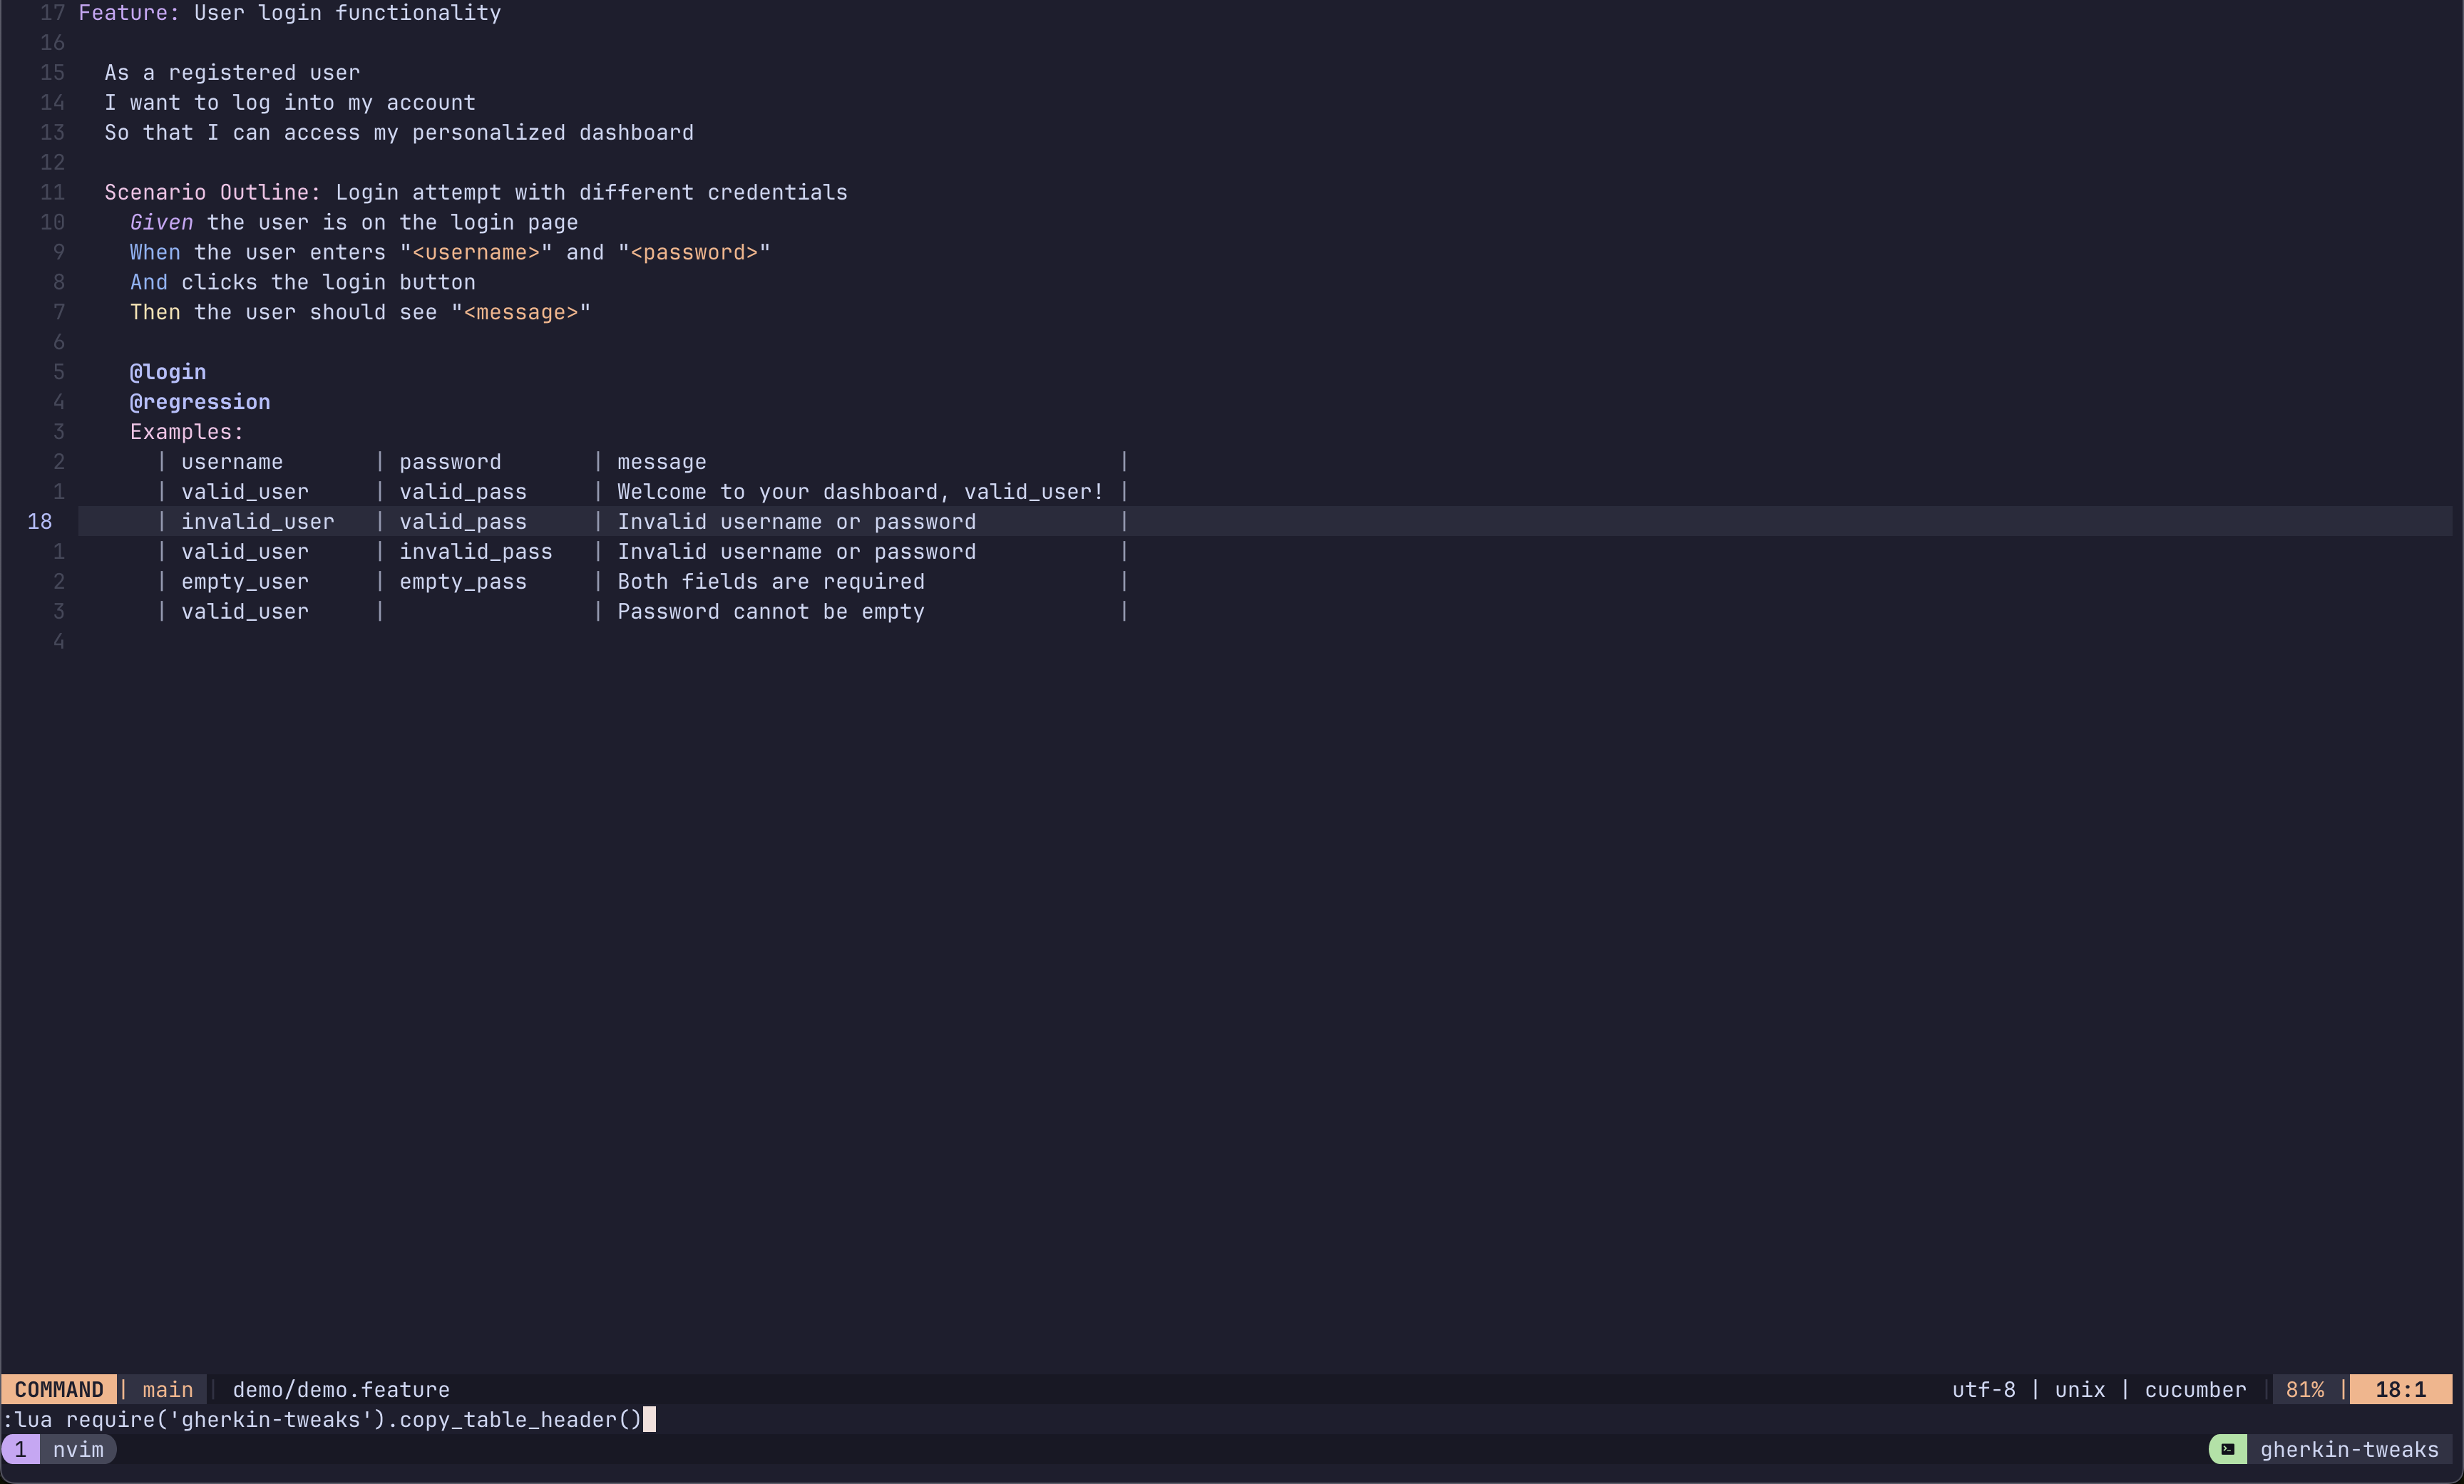 17 Feature: User login functionality
16
15 As a registered user
14 I want to log into my account
13 So that I can access my personalized dashboard
12
11 Scenario Outline: Login attempt with different credentials
10 Given the user is on the login page
9 When the user enters "<username>" and "<password>"
8 And clicks the login button
7 Then the user should see "<message>"
6
5 @login
4 @regression
3 Examples:
2 | username | password | message |
1 | valid_user | valid_pass | Welcome to your dashboard, valid_user! |
18 | invalid_user | valid_pass | Invalid username or password |
1 | valid_user | invalid_pass | Invalid username or password |
2 | empty_user | empty_pass | Both fields are required |
3 | valid_user | | Password cannot be empty |
4
COMMAND | main | demo/demo.feature utf-8 | unix | cucumber | 81% | 18:1
:lua require('gherkin-tweaks').copy_table_header()
1 nvim gherkin-tweaks